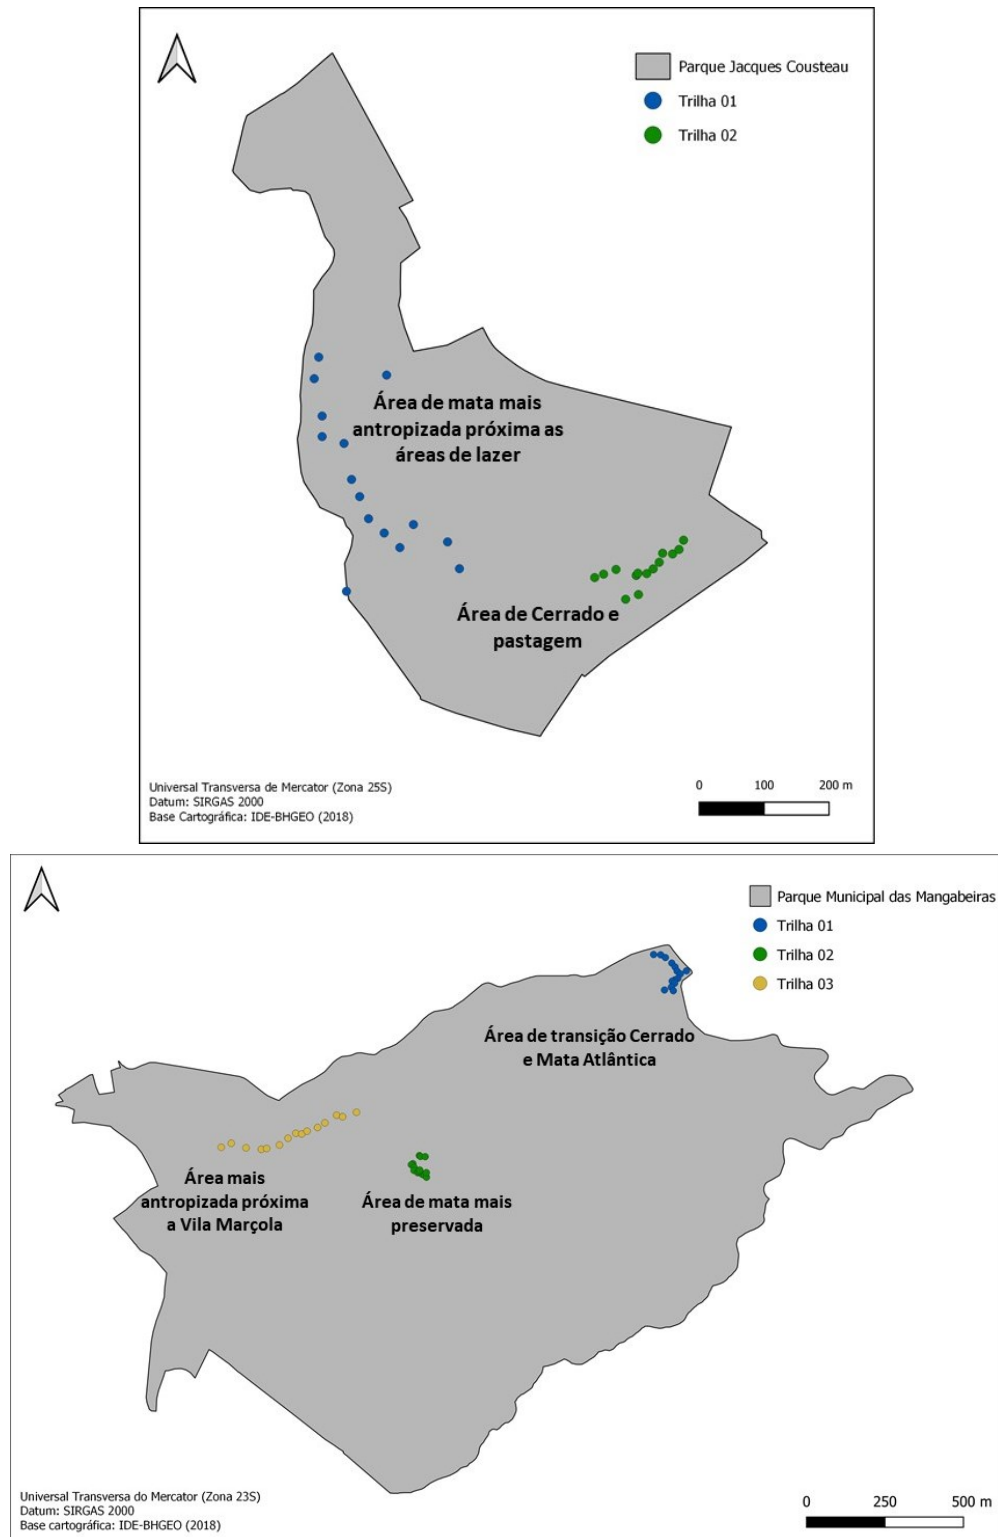 Parque Jacques Cousteau
Trilha 01
Trilha 02
Área de mata mais
antropizada próxima as
áreas de lazer
Área de Cerrado e
pastagem
Universal Transversa de Mercator (Zona 25S)
Datum: SIRGAS 2000
Base Cartográfica: IDE-BHGEO (2018)
0 100 200 m
Parque Municipal das Mangabeiras
Trilha 01
Trilha 02
Trilha 03
Área de transição Cerrado
e Mata Atlântica
Área mais
antropizada próxima
a Vila Marçola
Área de mata mais
preservada
Universal Transversa do Mercator (Zona 23S)
Datum: SIRGAS 2000
Base cartográfica: IDE-BHGEO (2018)
0 250 500 m